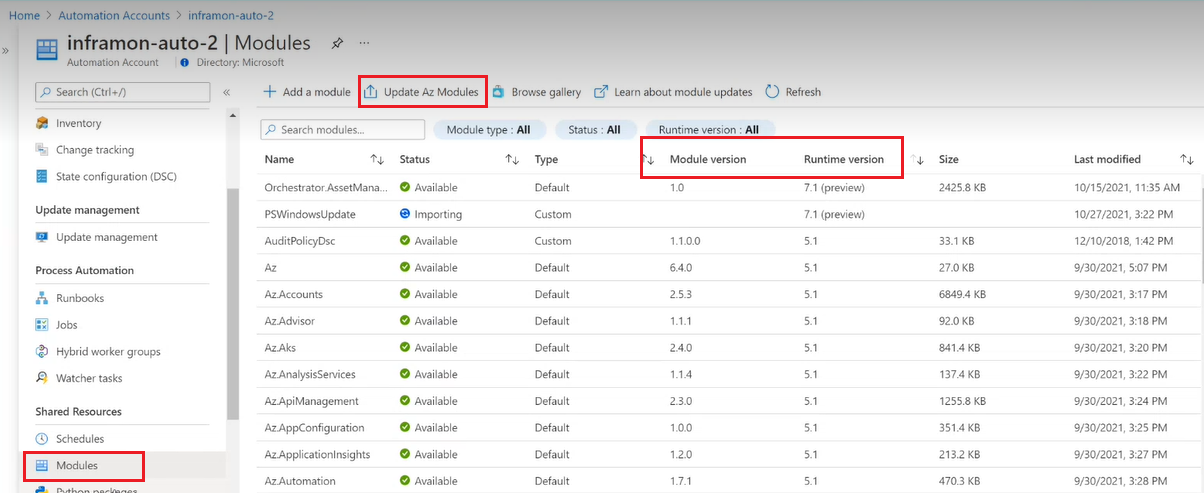 Home > Automation Accounts > inframon-auto-2
»
inframon-auto-2 | Modules ...
Automation Account Directory: Microsoft
Search (Ctrl+/) «
Inventory
Change tracking
State configuration (DSC)
Update management
Update management
Process Automation
Runbooks
Jobs
Hybrid worker groups
Watcher tasks
Shared Resources
Schedules
Modules
Python packages
+ Add a module Update Az Modules Browse gallery Learn about module updates Refresh
Search modules... Module type : All Status : All Runtime version : All
Name ↑↓ Status ↑↓ Type ↑↓ Module version Runtime version ↑↓ Size Last modified ↑↓
Orchestrator.AssetMana... Available Default 1.0 7.1 (preview) 2425.8 KB 10/15/2021, 11:35 AM
PSWindowsUpdate Importing Custom 7.1 (preview) 10/27/2021, 3:22 PM
AuditPolicyDsc Available Custom 1.1.0.0 5.1 33.1 KB 12/10/2018, 1:42 PM
Az Available Default 6.4.0 5.1 27.0 KB 9/30/2021, 5:07 PM
Az.Accounts Available Default 2.5.3 5.1 6849.4 KB 9/30/2021, 3:17 PM
Az.Advisor Available Default 1.1.1 5.1 92.0 KB 9/30/2021, 3:18 PM
Az.Aks Available Default 2.4.0 5.1 841.4 KB 9/30/2021, 3:20 PM
Az.AnalysisServices Available Default 1.1.4 5.1 137.4 KB 9/30/2021, 3:22 PM
Az.ApiManagement Available Default 2.3.0 5.1 1255.8 KB 9/30/2021, 3:24 PM
Az.AppConfiguration Available Default 1.0.0 5.1 351.4 KB 9/30/2021, 3:25 PM
Az.ApplicationInsights Available Default 1.2.0 5.1 213.2 KB 9/30/2021, 3:27 PM
Az.Automation Available Default 1.7.1 5.1 470.3 KB 9/30/2021, 3:28 PM